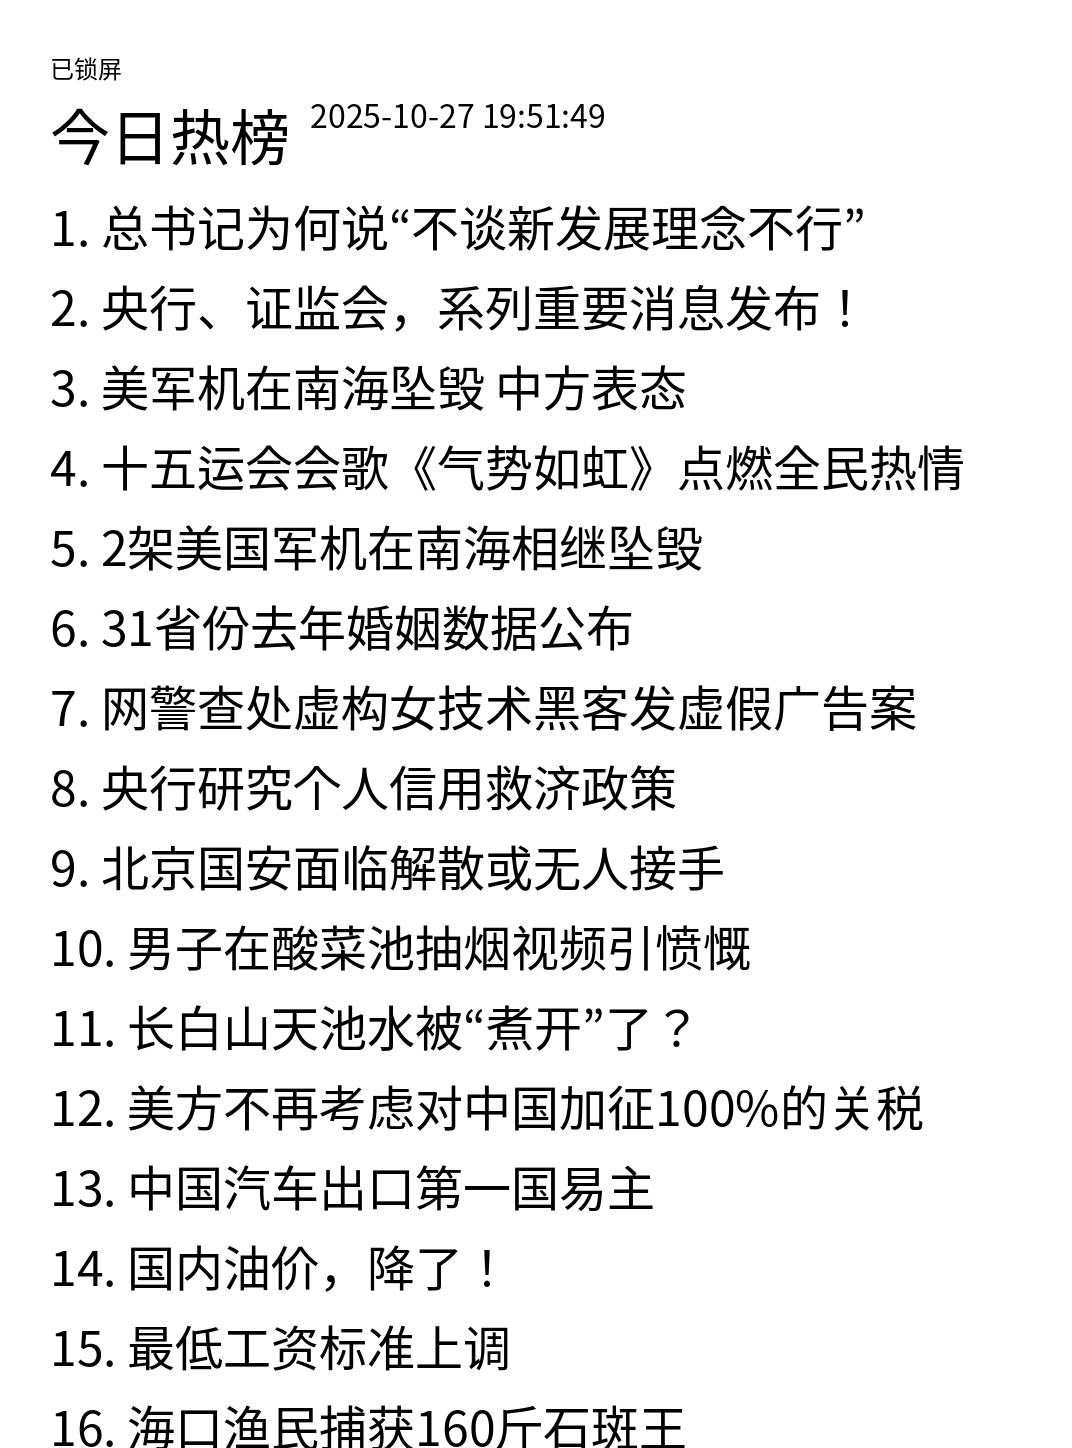 已锁屏
今日热榜 2025-10-27 19:51:49
1. 总书记为何说“不谈新发展理念不行”
2. 央行、证监会，系列重要消息发布！
3. 美军机在南海坠毁 中方表态
4. 十五运会会歌《气势如虹》点燃全民热情
5. 2架美国军机在南海相继坠毁
6. 31省份去年婚姻数据公布
7. 网警查处虚构女技术黑客发虚假广告案
8. 央行研究个人信用救济政策
9. 北京国安面临解散或无人接手
10. 男子在酸菜池抽烟视频引愤慨
11. 长白山天池水被“煮开”了？
12. 美方不再考虑对中国加征100%的关税
13. 中国汽车出口第一国易主
14. 国内油价，降了！
15. 最低工资标准上调
16. 海口渔民捕获160斤石斑王